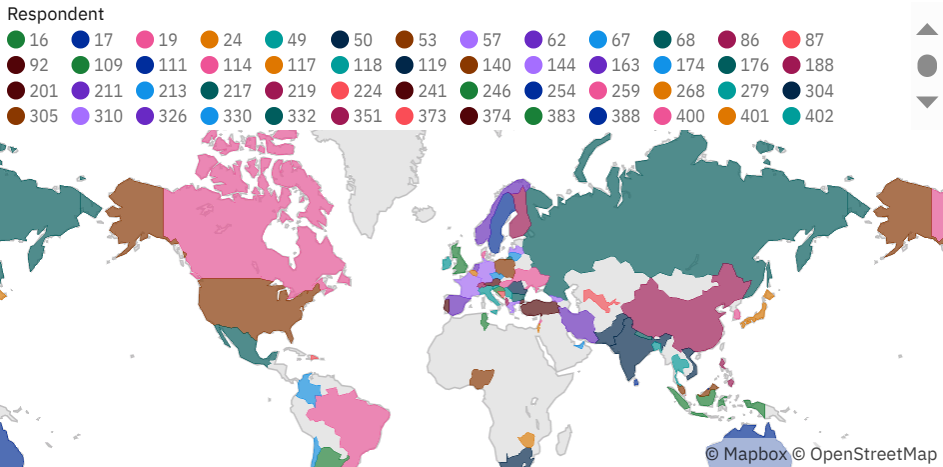 Respondent
16 17 19 24 49 50 53 57 62 67 68 86 87
92 109 111 114 117 118 119 140 144 163 174 176 188
201 211 213 217 219 224 241 246 254 259 268 279 304
305 310 326 330 332 351 373 374 383 388 400 401 402
© Mapbox © OpenStreetMap